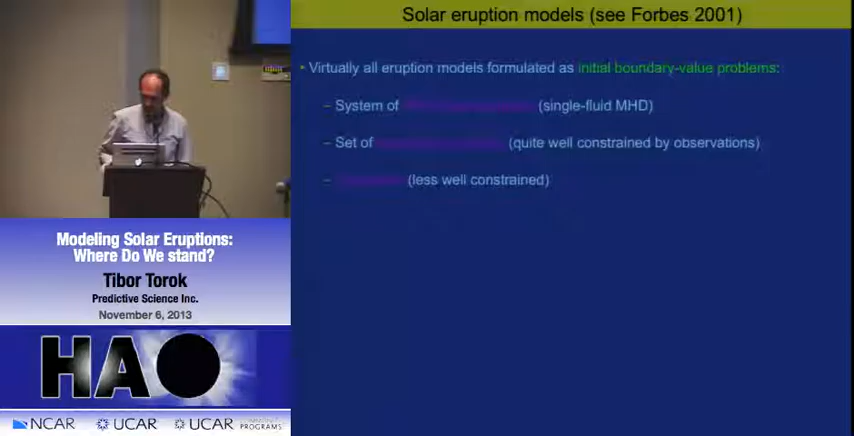 Solar eruption models (see Forbes 2001)
• Virtually all eruption models formulated as initial boundary-value problems:
– System of (single-fluid MHD)
– Set of (quite well constrained by observations)
– (less well constrained)
Modeling Solar Eruptions:
Where Do We stand?
Tibor Torok
Predictive Science Inc.
November 6, 2013
HAO
NCAR UCAR UCAR COMMUNITY PROGRAMS